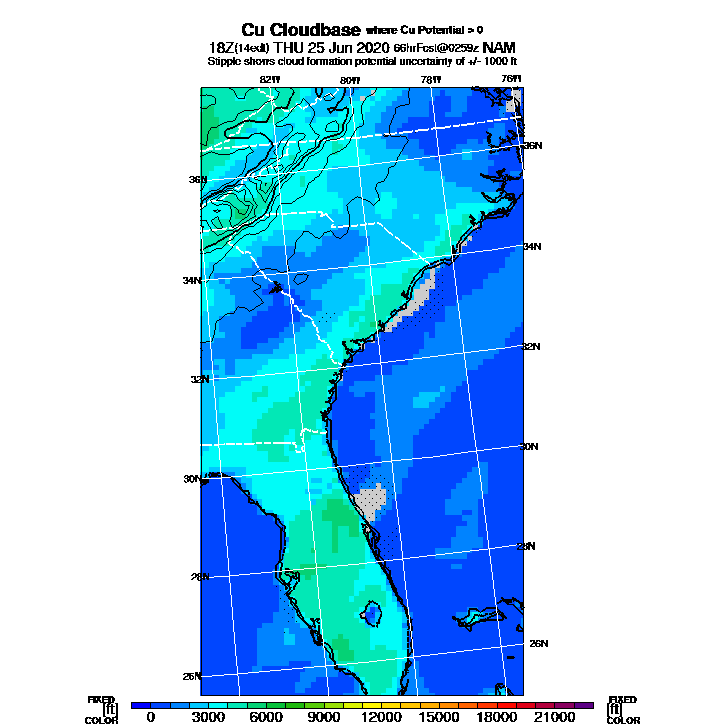 Cu Cloudbase where Cu Potential > 0
18Z(14edt) THU 25 Jun 2020 66hrFcst@0259z NAM
Stipple shows cloud formation potential uncertainty of +/- 1000 ft
82W 80W 78W 76W
36N
36N
34N
34N
32N
32N
30N
30N
28N
28N
26N
26N
FIXED FIXED
[ft] [ft]
COLOR COLOR
0 3000 6000 9000 12000 15000 18000 21000